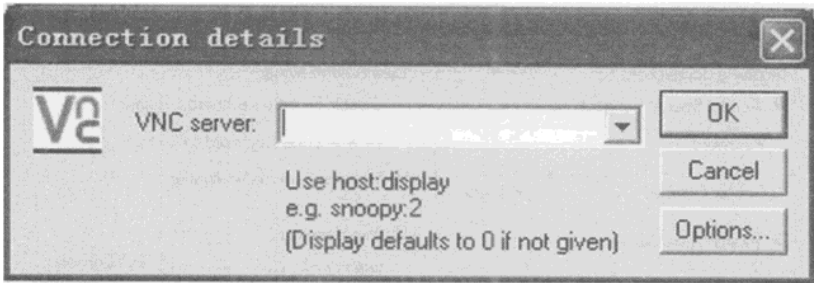 Connection details
VNC
VNC server:
OK
Use host:display
e.g. snoopy:2
(Display defaults to 0 if not given)
Cancel
Options...